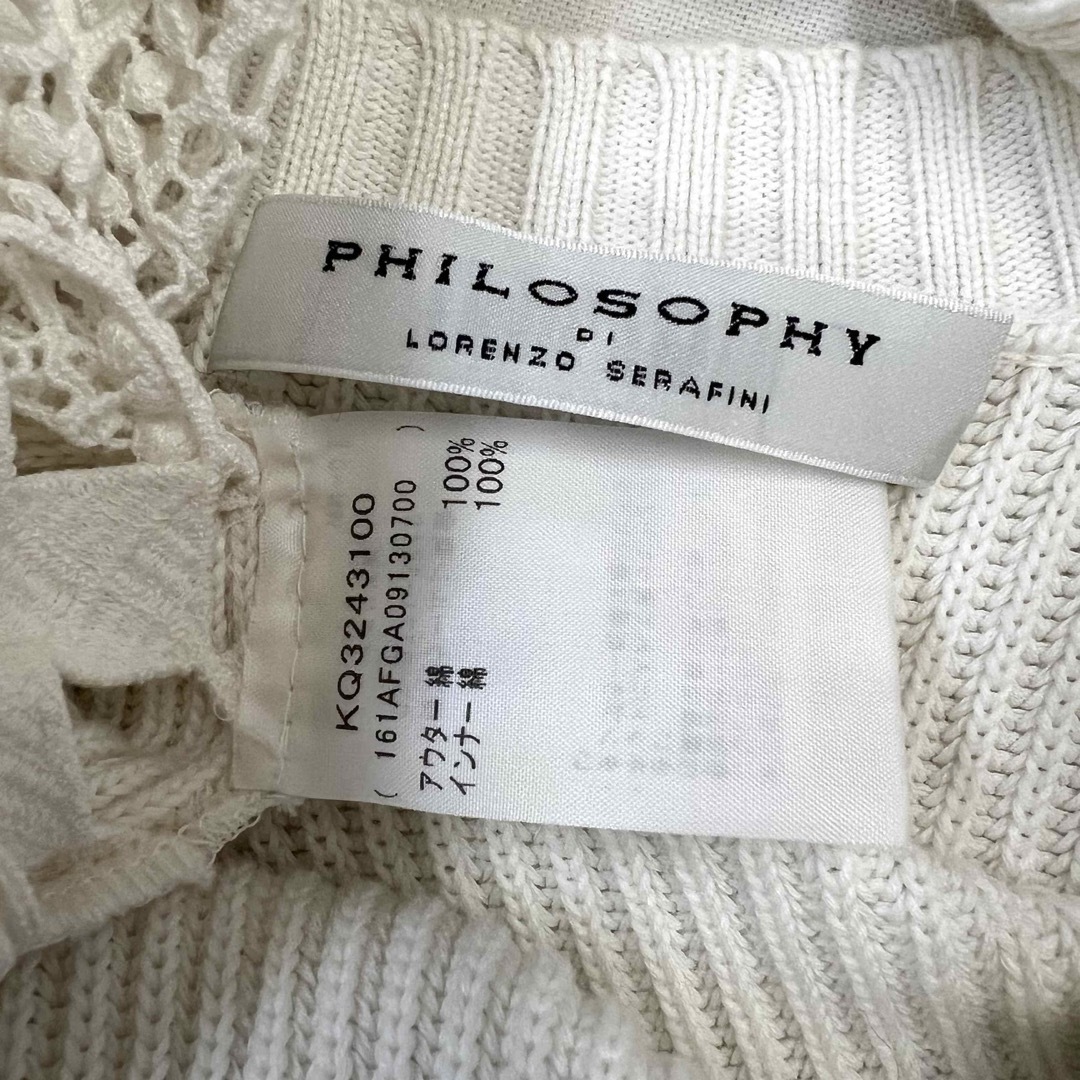 PHILOSOPHY
DI
LORENZO SERAFINI
KQ3243100
( 161AFGA09130700 )
アウター 綿 100%
インナー 綿 100%